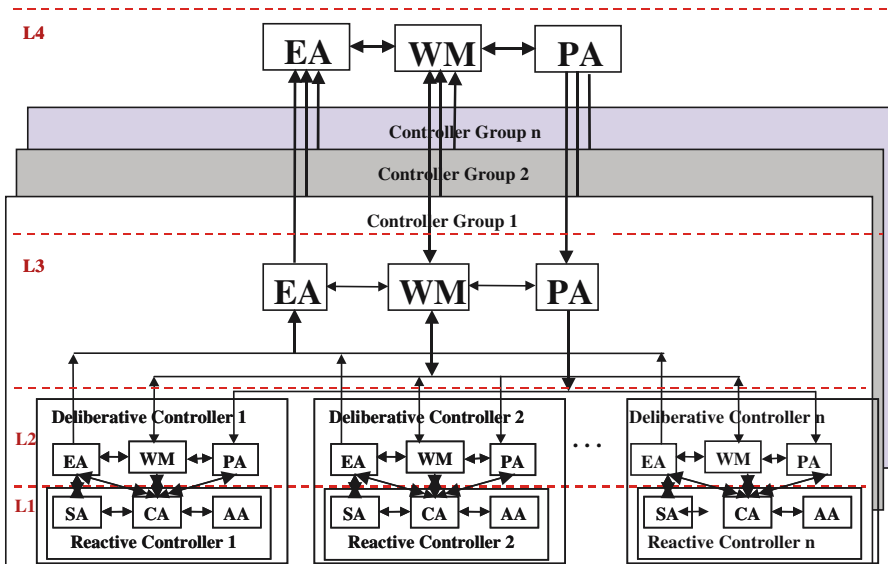 L4
EA WM PA
Controller Group n
Controller Group 2
Controller Group 1
L3
EA WM PA
Deliberative Controller 1 Deliberative Controller 2 Deliberative Controller n
L2
...
EA WM PA EA WM PA EA WM PA
L1
SA CA AA SA CA AA SA CA AA
Reactive Controller 1 Reactive Controller 2 Reactive Controller n